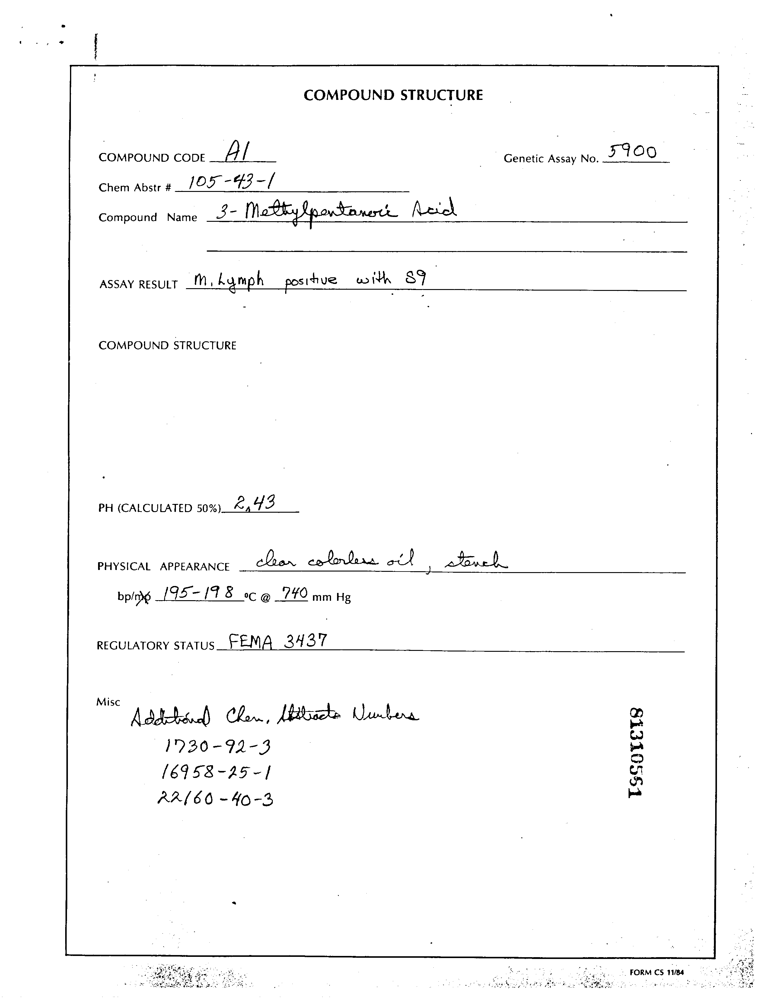 COMPOUND STRUCTURE
COMPOUND CODE A1 Genetic Assay No. 5900
Chem Abstr # 105-43-1
Compound Name 3-Methylpentanoic Acid
ASSAY RESULT M. Lymph positive with S9
COMPOUND STRUCTURE
PH (CALCULATED 50%) 2.43
PHYSICAL APPEARANCE clear colorless oil, stench
bp/mp 195-198 °C @ 740 mm Hg
REGULATORY STATUS FEMA 3437
Misc
Additional Chem. Abstracts Numbers
1730-92-3
16958-25-1
22160-40-3
81310551
FORM CS 11/84